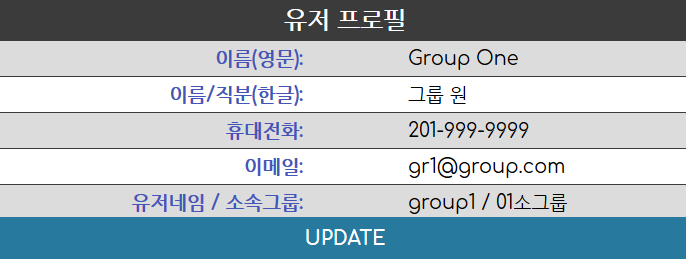 유저 프로필
이름(영문): Group One
이름/직분(한글): 그룹 원
휴대전화: 201-999-9999
이메일: gr1@group.com
유저네임 / 소속그룹: group1 / 01소그룹
UPDATE